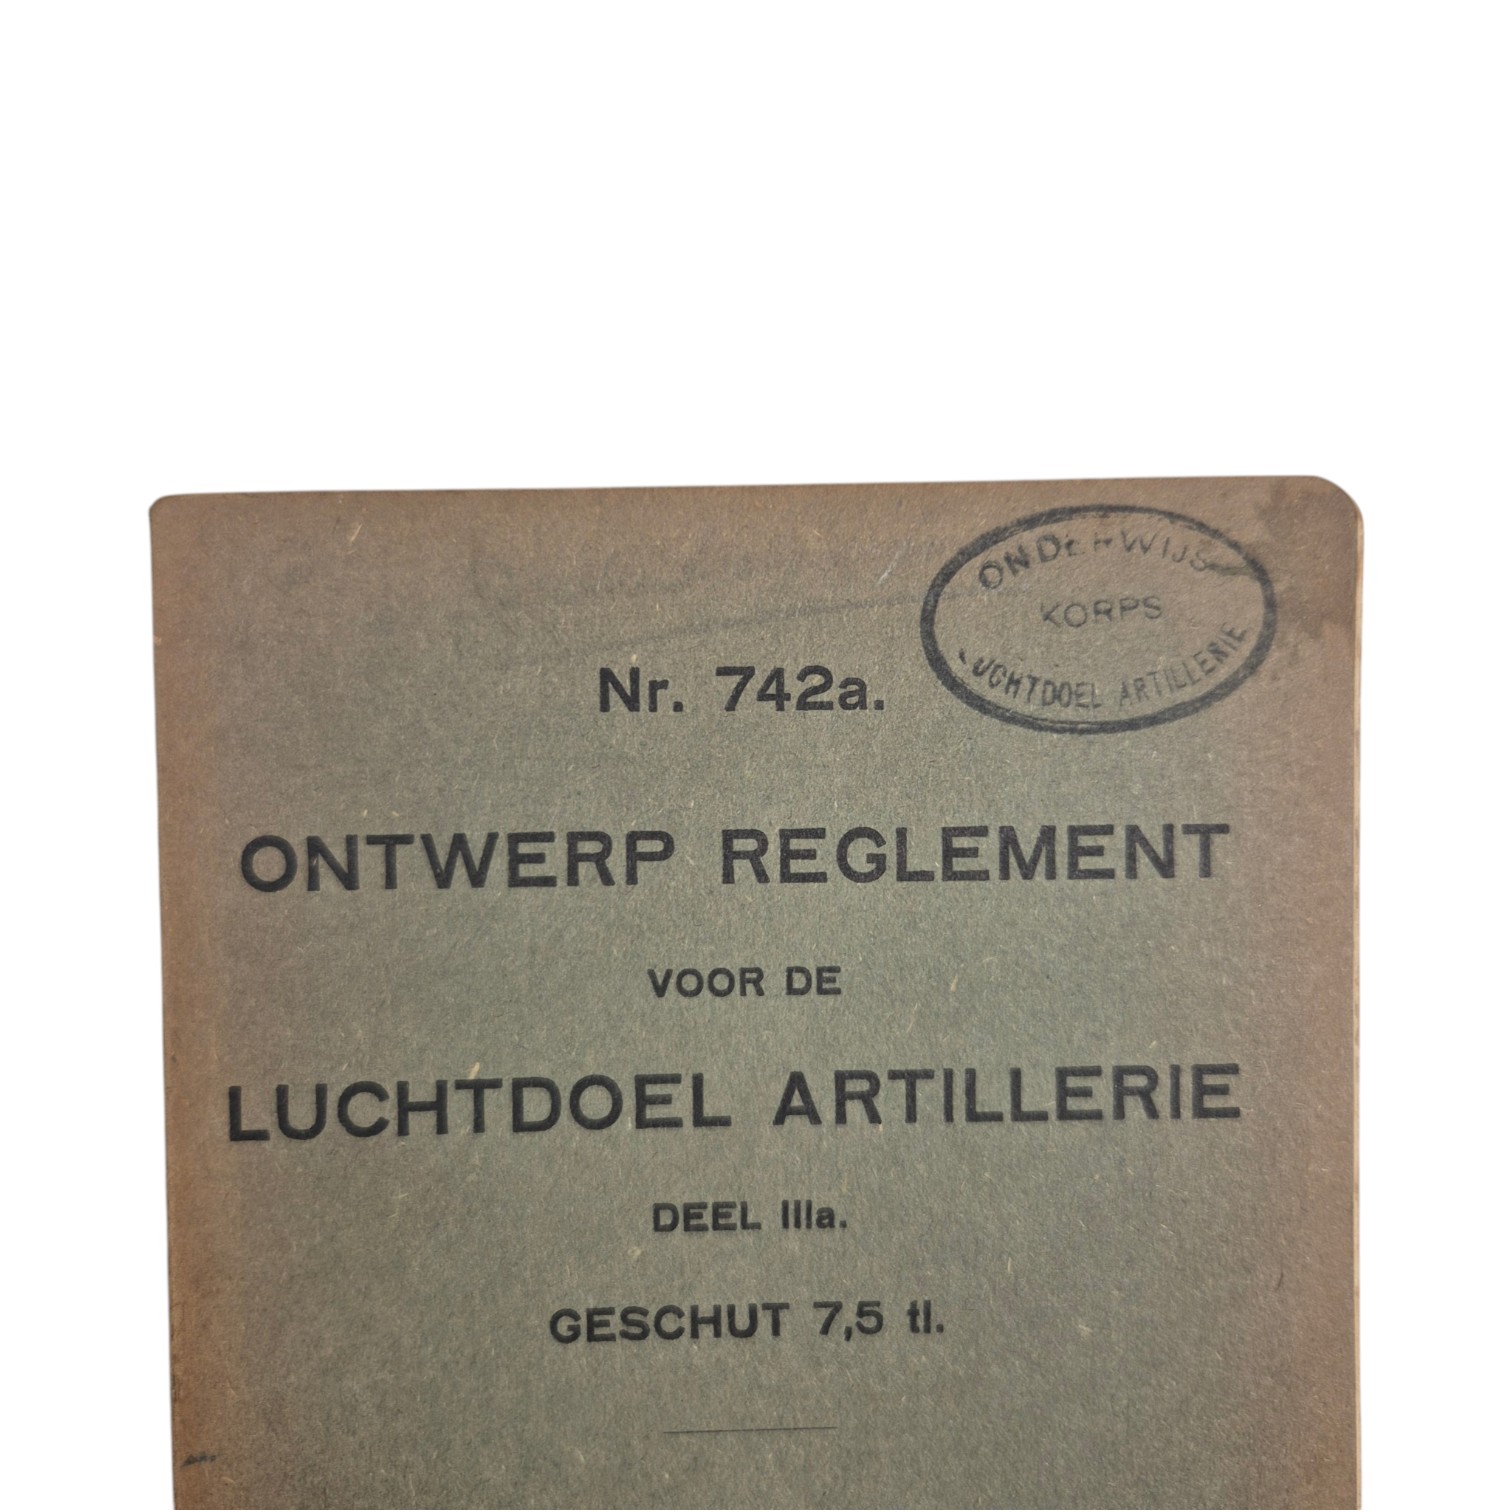 ONDERWIJS
KORPS
LUCHTDOEL ARTILLERIE
Nr. 742a.
ONTWERP REGLEMENT
VOOR DE
LUCHTDOEL ARTILLERIE
DEEL IIIa.
GESCHUT 7,5 tl.